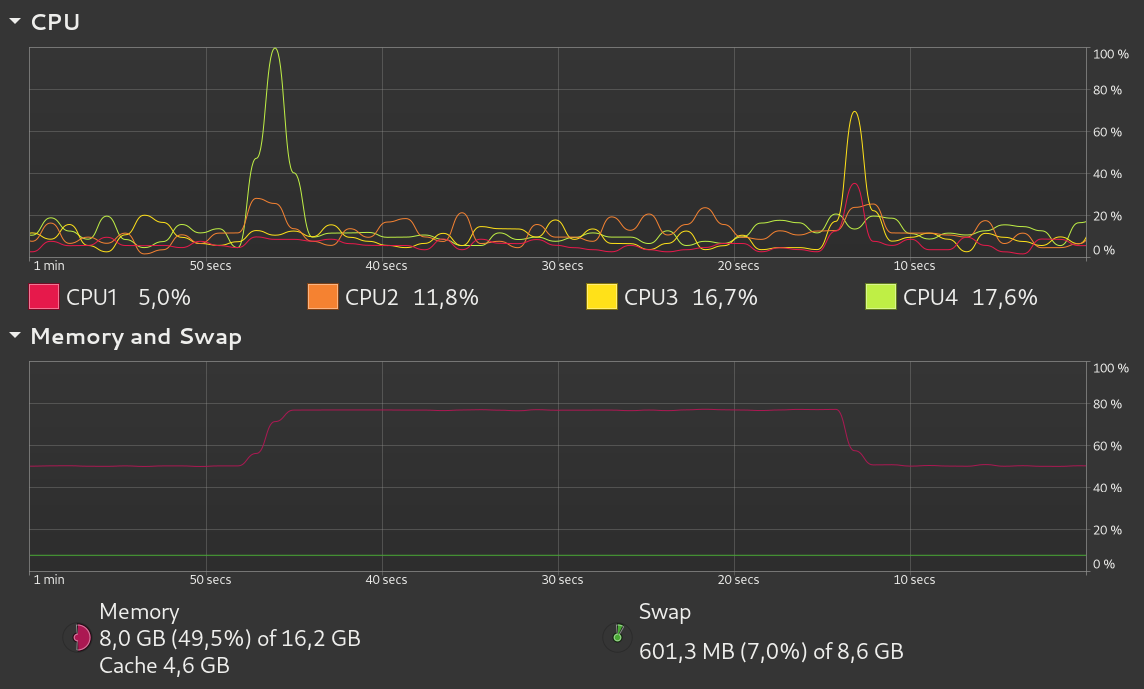 CPU
100 %
80 %
60 %
40 %
20 %
0 %
1 min 50 secs 40 secs 30 secs 20 secs 10 secs
CPU1 5,0% CPU2 11,8% CPU3 16,7% CPU4 17,6%
Memory and Swap
100 %
80 %
60 %
40 %
20 %
0 %
1 min 50 secs 40 secs 30 secs 20 secs 10 secs
Memory
8,0 GB (49,5%) of 16,2 GB
Cache 4,6 GB
Swap
601,3 MB (7,0%) of 8,6 GB